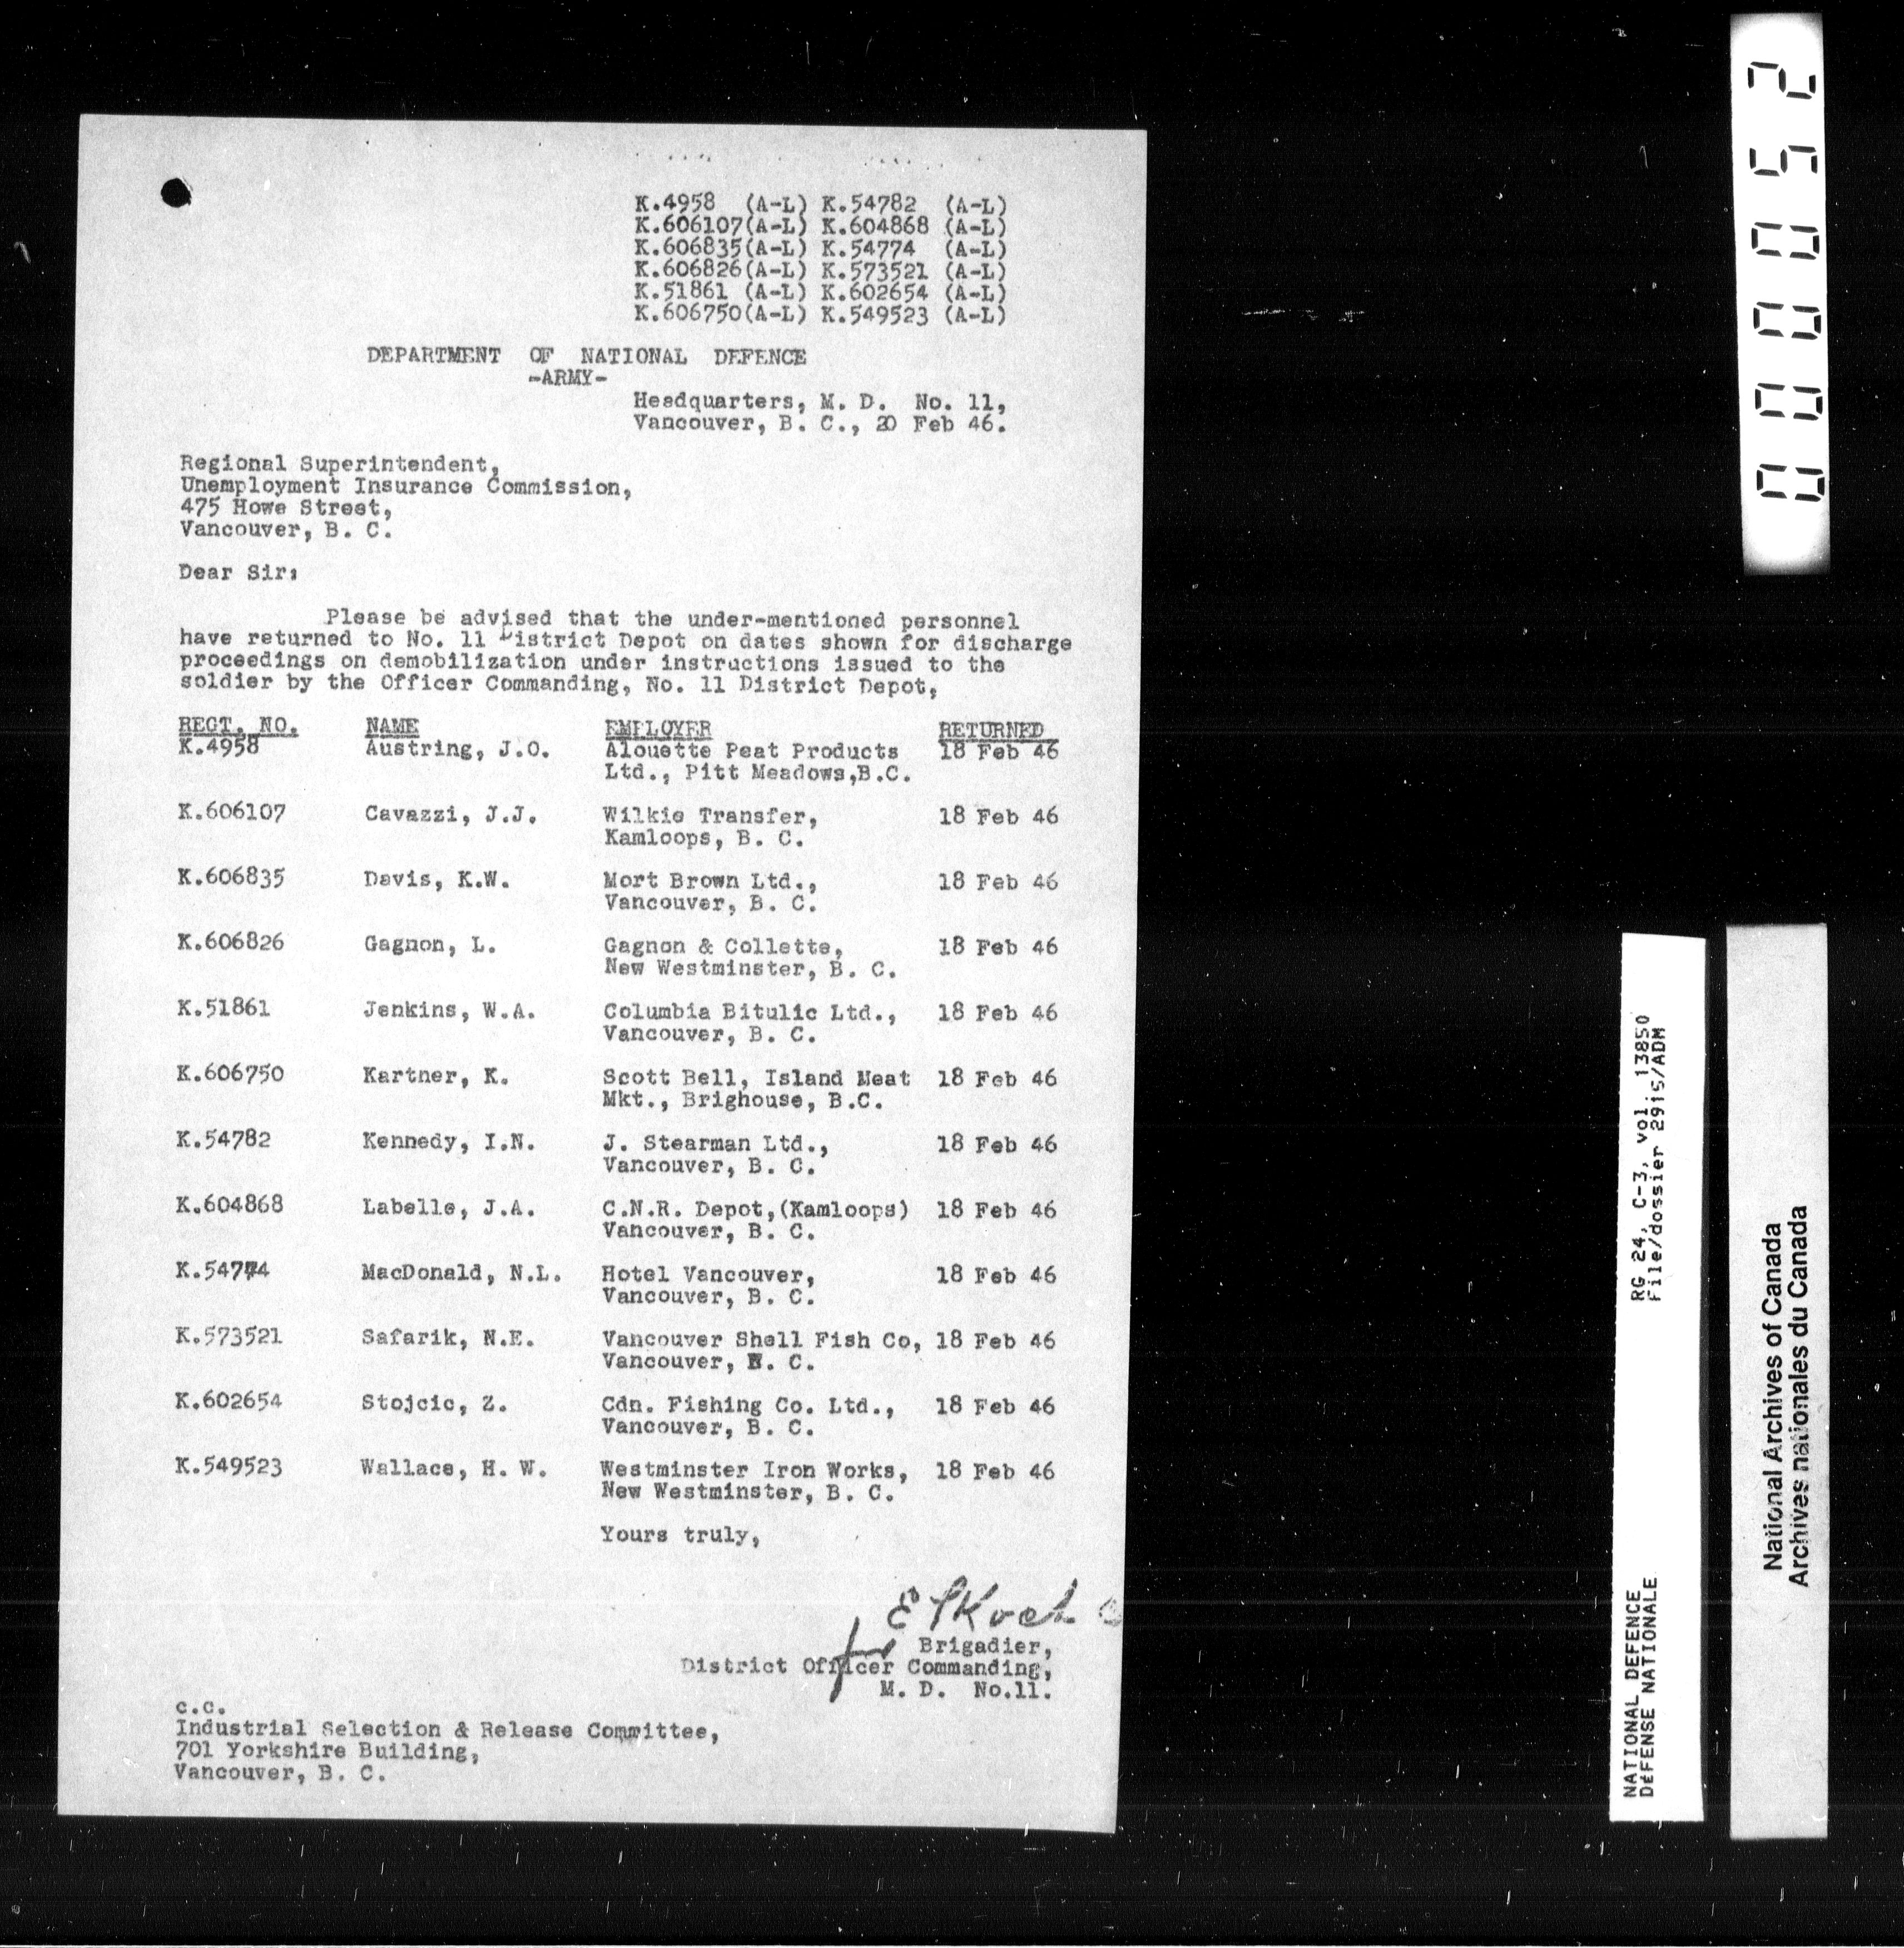 K.4958 (A-L) K.54782 (A-L)
K.606107(A-L) K.604868 (A-L)
K.606835(A-L) K.54774 (A-L)
K.606826(A-L) K.573521 (A-L)
K.51861 (A-L) K.602654 (A-L)
K.606750(A-L) K.549523 (A-L)
DEPARTMENT OF NATIONAL DEFENCE
-ARMY-
Headquarters, M. D. No. 11,
Vancouver, B. C., 20 Feb 46.
Regional Superintendent,
Unemployment Insurance Commission,
475 Howe Street,
Vancouver, B. C.
Dear Sir:
Please be advised that the under-mentioned personnel
have returned to No. 11 District Depot on dates shown for discharge
proceedings on demobilization under instructions issued to the
soldier by the Officer Commanding, No. 11 District Depot,
REGT. NO. NAME EMPLOYER RETURNED
K.4958 Austring, J.O. Alouette Peat Products 18 Feb 46
Ltd., Pitt Meadows,B.C.
K.606107 Cavazzi, J.J. Wilkie Transfer, 18 Feb 46
Kamloops, B. C.
K.606835 Davis, K.W. Mort Brown Ltd., 18 Feb 46
Vancouver, B. C.
K.606826 Gagnon, L. Gagnon & Collette, 18 Feb 46
New Westminster, B. C.
K.51861 Jenkins, W.A. Columbia Bitulic Ltd., 18 Feb 46
Vancouver, B. C.
K.606750 Kartner, K. Scott Bell, Island Meat 18 Feb 46
Mkt., Brighouse, B.C.
K.54782 Kennedy, I.N. J. Stearman Ltd., 18 Feb 46
Vancouver, B. C.
K.604868 Labelle, J.A. C.N.R. Depot,(Kamloops) 18 Feb 46
Vancouver, B. C.
K.54774 MacDonald, N.L. Hotel Vancouver, 18 Feb 46
Vancouver, B. C.
K.573521 Safarik, N.E. Vancouver Shell Fish Co, 18 Feb 46
Vancouver, B. C.
K.602654 Stojcic, Z. Cdn. Fishing Co. Ltd., 18 Feb 46
Vancouver, B. C.
K.549523 Wallace, H. W. Westminster Iron Works, 18 Feb 46
New Westminster, B. C.
Yours truly,
Brigadier,
District Officer Commanding,
M. D. No.11.
c.c.
Industrial Selection & Release Committee,
701 Yorkshire Building,
Vancouver, B. C.
000052
RG 24, C-3, vol. 13850
File/dossier 2915/ADM
NATIONAL DEFENCE
DÉFENSE NATIONALE
National Archives of Canada
Archives nationales du Canada